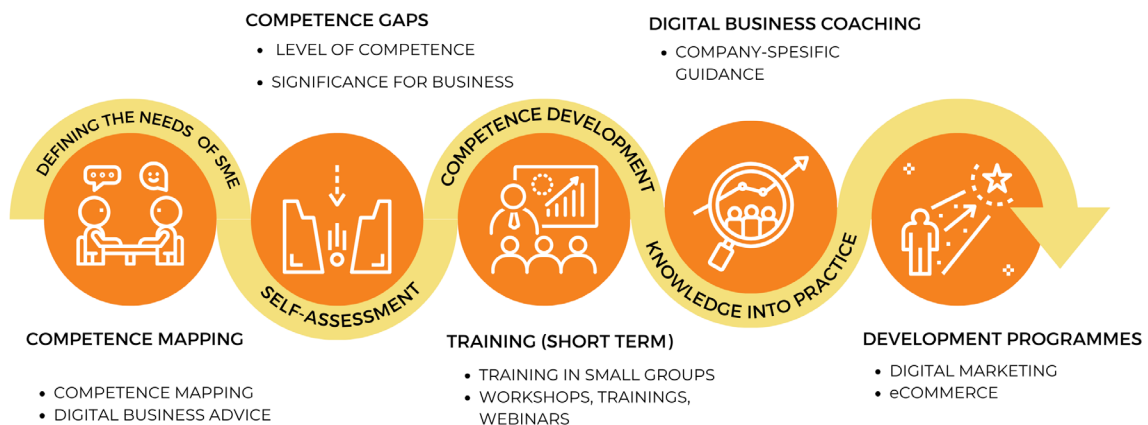 COMPETENCE GAPS
• LEVEL OF COMPETENCE
• SIGNIFICANCE FOR BUSINESS
DIGITAL BUSINESS COACHING
• COMPANY-SPESIFIC
GUIDANCE
DEFINING THE NEEDS OF SME
SELF-ASSESSMENT
COMPETENCE DEVELOPMENT
KNOWLEDGE INTO PRACTICE
COMPETENCE MAPPING
• COMPETENCE MAPPING
• DIGITAL BUSINESS ADVICE
TRAINING (SHORT TERM)
• TRAINING IN SMALL GROUPS
• WORKSHOPS, TRAININGS,
WEBINARS
DEVELOPMENT PROGRAMMES
• DIGITAL MARKETING
• eCOMMERCE